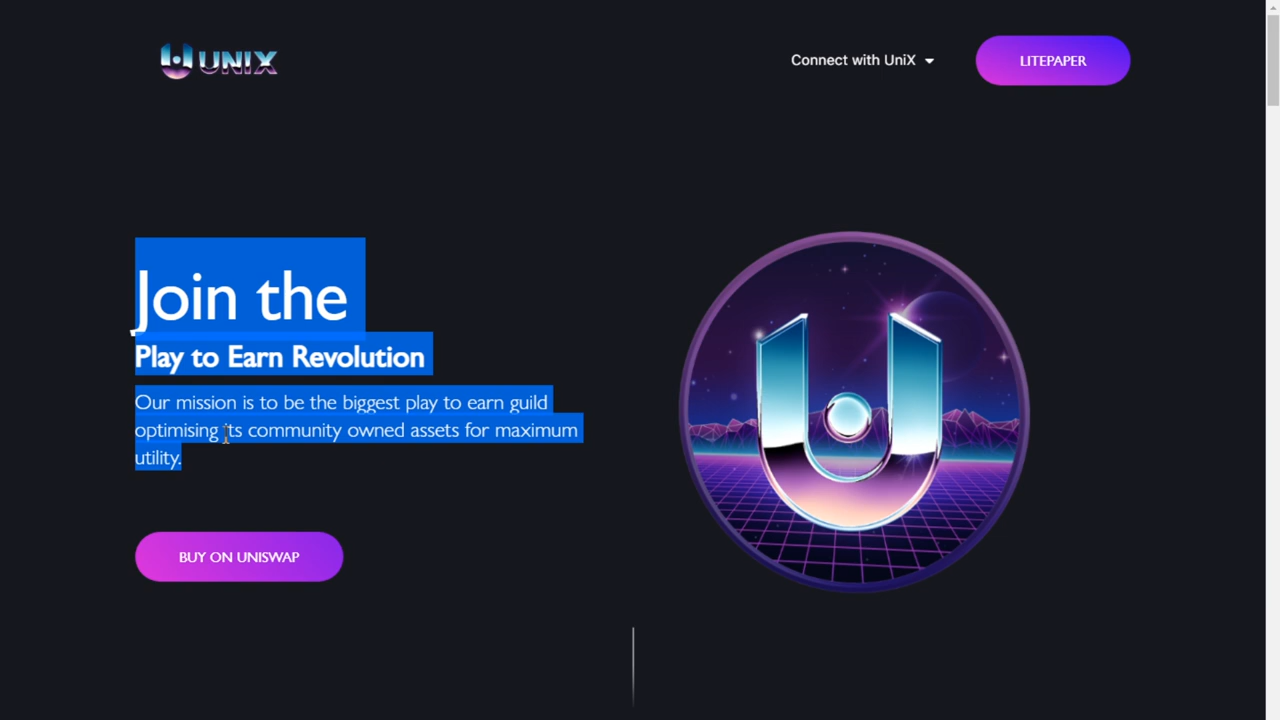 UNIX
Connect with UniX
LITEPAPER
Join the
Play to Earn Revolution
Our mission is to be the biggest play to earn guild
optimising its community owned assets for maximum
utility.
BUY ON UNISWAP